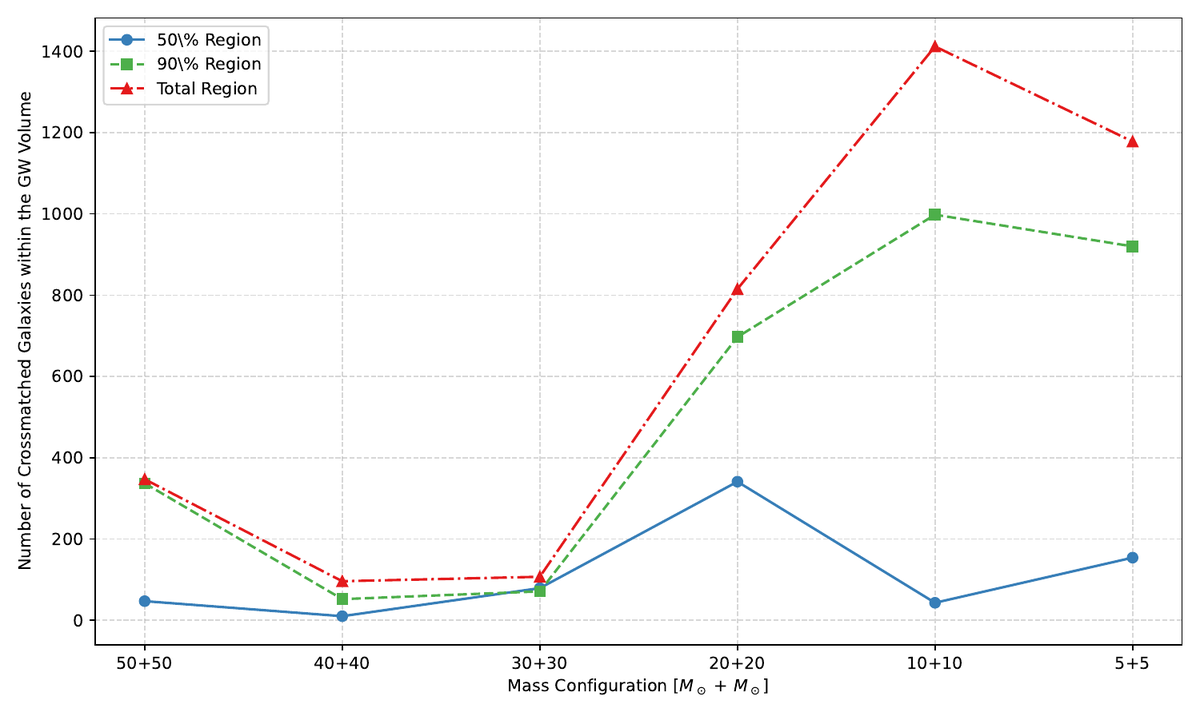 50\% Region
90\% Region
Total Region
Number of Crossmatched Galaxies within the GW Volume
1400
1200
1000
800
600
400
200
0
50+50 40+40 30+30 20+20 10+10 5+5
Mass Configuration [M⊙ + M⊙]